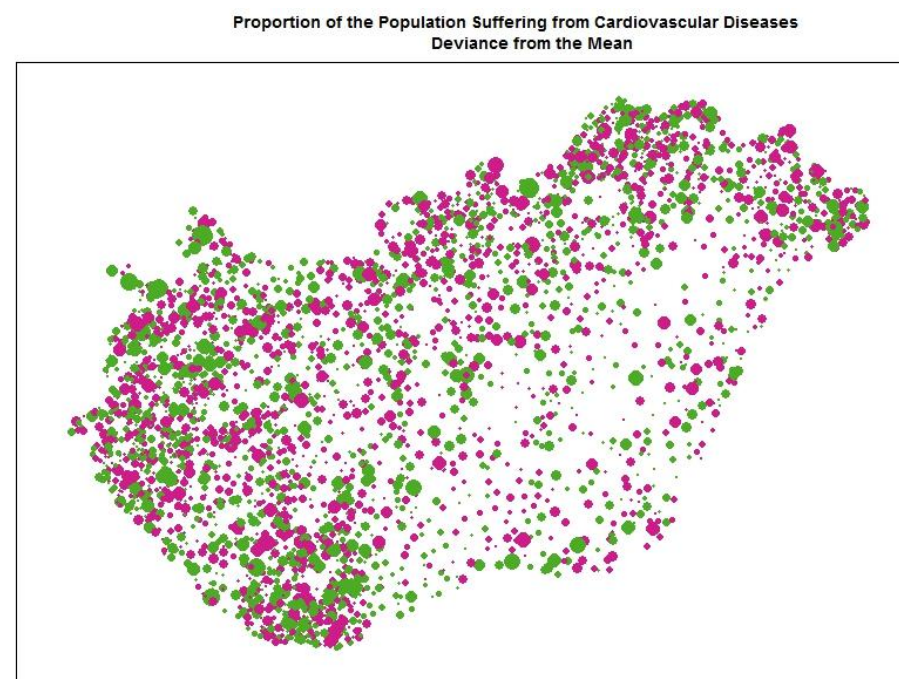 Proportion of the Population Suffering from Cardiovascular Diseases
Deviance from the Mean